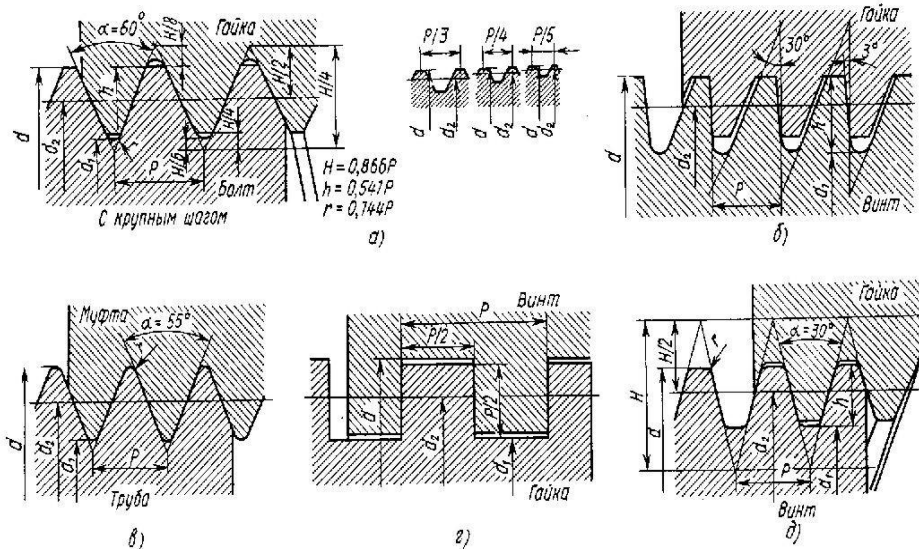 α=60°
H/8
Гайка
H/2
H/4
h
H/4
d
d₂
d₁
r
P
H/8
Болт
С крупным шагом
H=0,866P
h=0,541P
r=0,144P
P/3
P/4
P/5
d
d₂
d
d₂
d
d₂
а)
Гайка
30°
3°
d
d₂
h
P
d₁
Винт
б)
Муфта
α=55°
r
d
d₂
d₁
P
Труба
в)
P
Винт
P/2
d
P/2
d₂
d₁
Гайка
г)
Гайка
α=30°
H/2
r
H
d
d₂
h
P
d₁
Винт
д)